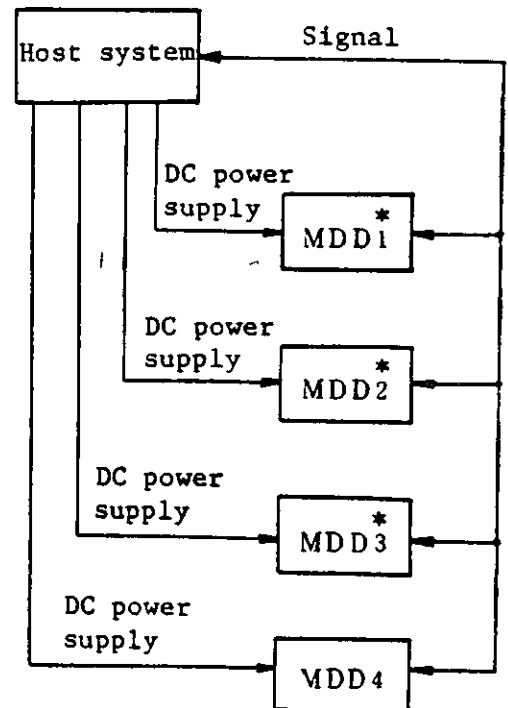 Signal
Host system
DC power
supply
*
MDD1
DC power
supply
*
MDD2
DC power
supply
*
MDD3
DC power
supply
MDD4